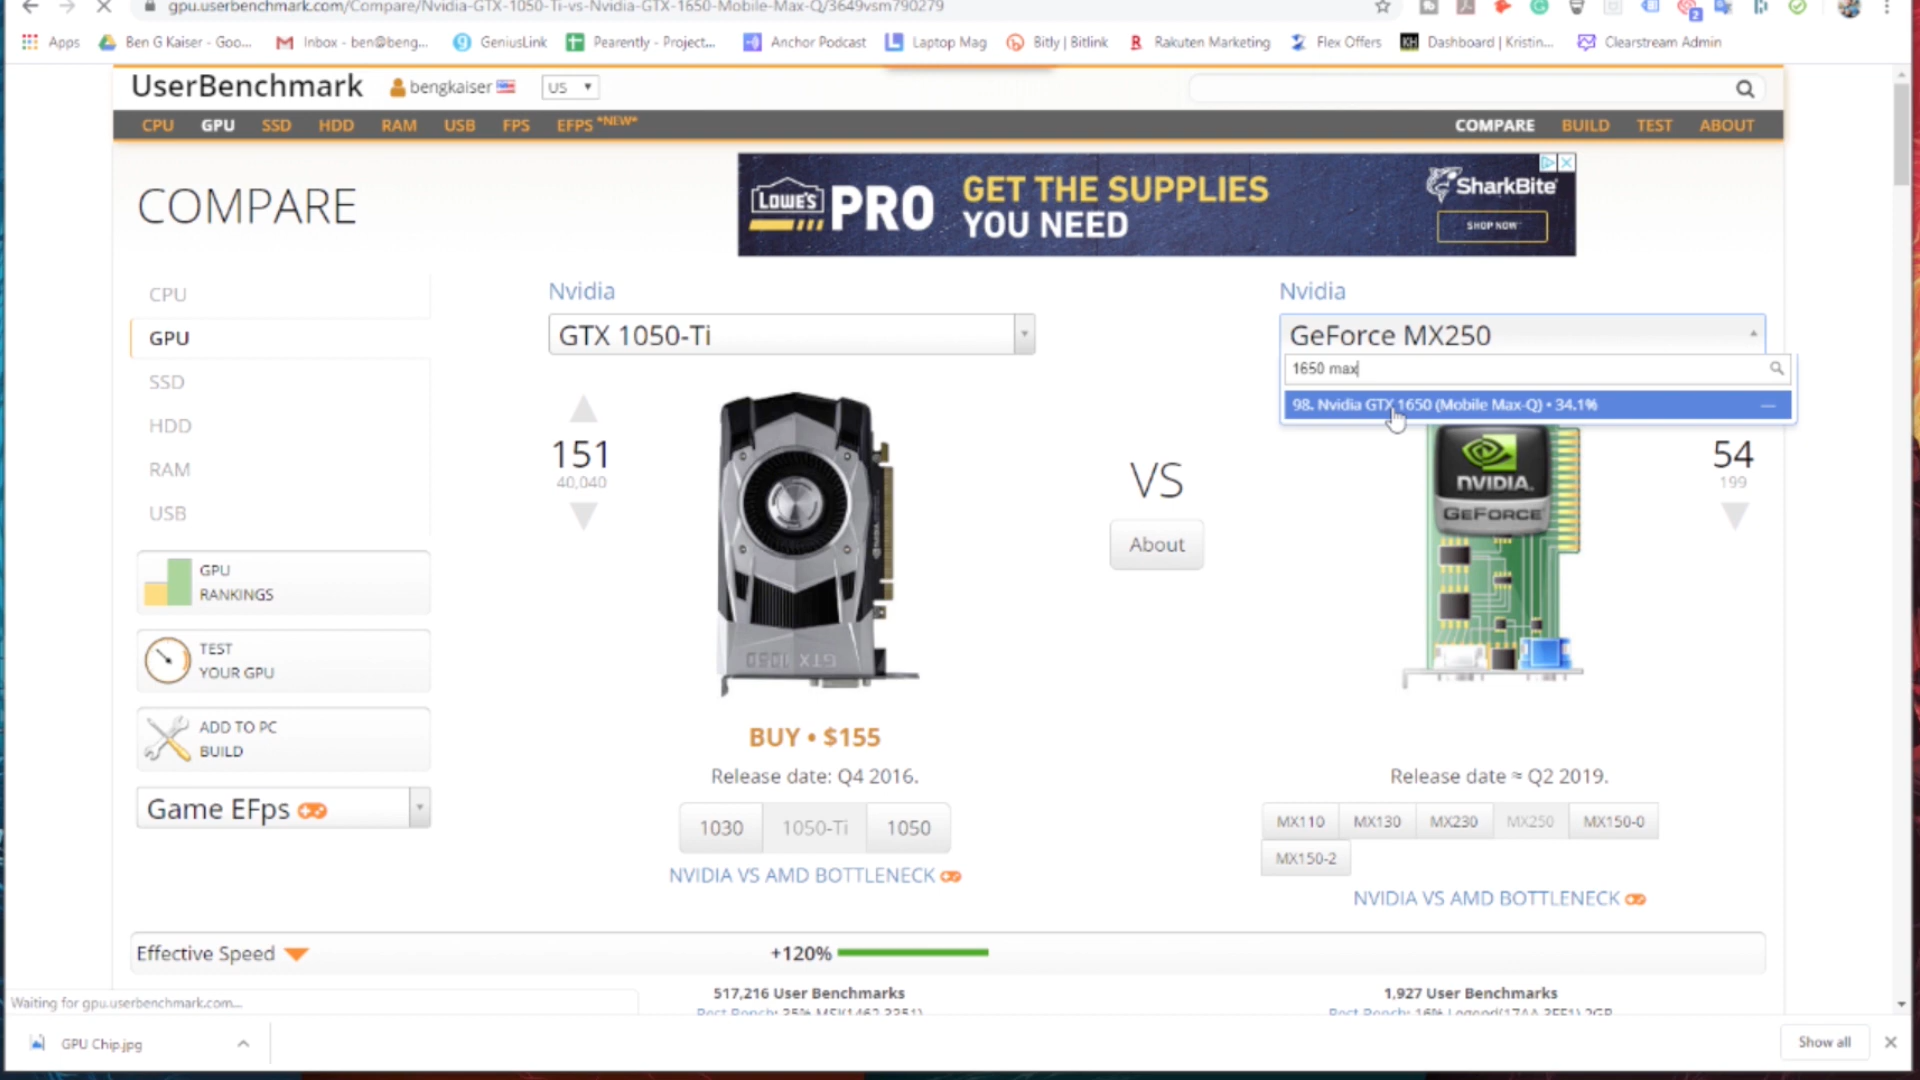 gpu.userbenchmark.com/Compare/Nvidia-GTX-1050-Ti-vs-Nvidia-GTX-1650-Mobile-Max-Q/3649vsm790279
Apps Ben G Kaiser - Goo... Inbox - ben@beng... GeniusLink Pearently - Project... Anchor Podcast Laptop Mag Bitly | Bitlink Rakuten Marketing Flex Offers KH Dashboard | Kristin... Clearstream Admin
UserBenchmark bengkaiser US
CPU GPU SSD HDD RAM USB FPS EFPS *NEW* COMPARE BUILD TEST ABOUT
COMPARE
LOWE'S PRO
GET THE SUPPLIES
YOU NEED
SharkBite
SHOP NOW
CPU
GPU
SSD
HDD
RAM
USB
GPU
RANKINGS
TEST
YOUR GPU
ADD TO PC
BUILD
Game EFps
Nvidia
GTX 1050-Ti
151
40,040
GTX 1050
BUY • $155
Release date: Q4 2016.
1030 1050-Ti 1050
NVIDIA VS AMD BOTTLENECK
VS
About
Nvidia
GeForce MX250
1650 max
98. Nvidia GTX 1650 (Mobile Max-Q) • 34.1%
54
199
NVIDIA.
GEFORCE
Release date ≈ Q2 2019.
MX110 MX130 MX230 MX250 MX150-0
MX150-2
NVIDIA VS AMD BOTTLENECK
Effective Speed +120%
517,216 User Benchmarks 1,927 User Benchmarks
Waiting for gpu.userbenchmark.com...
GPU Chip.jpg Show all